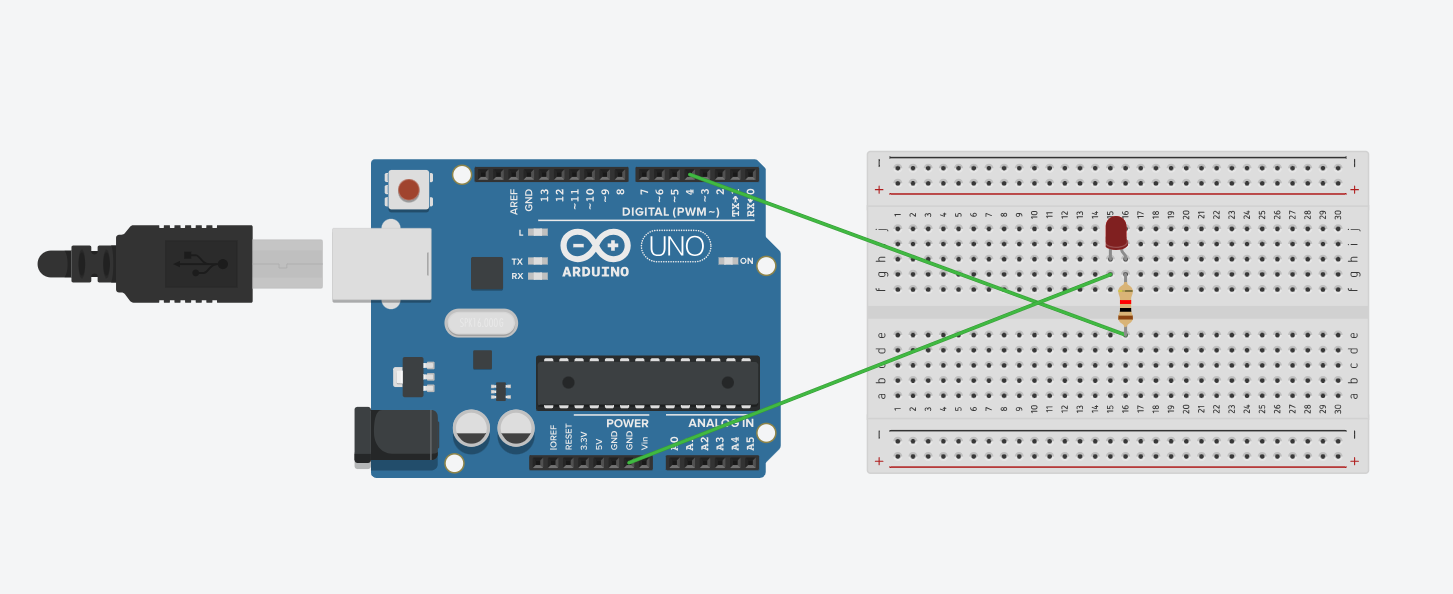 AREF
GND
13
12
~11
~10
~9
8
7
~6
~5
4
~3
2
TX→1
RX←0
DIGITAL (PWM~)
L
TX
RX
UNO
ON
ARDUINO
POWER
ANALOG IN
IOREF
RESET
3.3V
5V
GND
GND
Vin
A0
A1
A2
A3
A4
A5
− −
+ +
1 2 3 4 5 6 7 8 9 10 11 12 13 14 15 16 17 18 19 20 21 22 23 24 25 26 27 28 29 30
j j
i i
h h
g g
f f
e e
d d
c c
b b
a a
1 2 3 4 5 6 7 8 9 10 11 12 13 14 15 16 17 18 19 20 21 22 23 24 25 26 27 28 29 30
− −
+ +